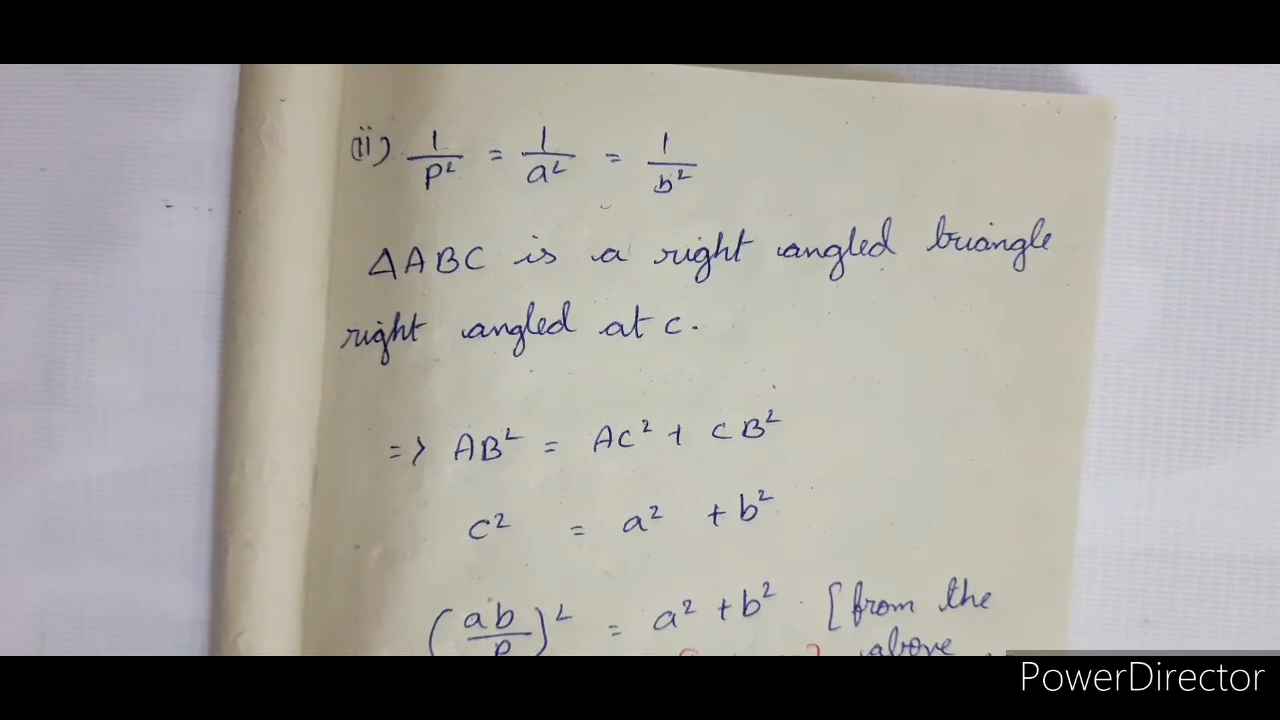 (ii) 1/p² = 1/a² = 1/b²
ΔABC is a right angled triangle
right angled at c.
=> AB² = AC² + CB²
c² = a² + b²
(ab/p)² = a² + b² [from the
above
PowerDirector